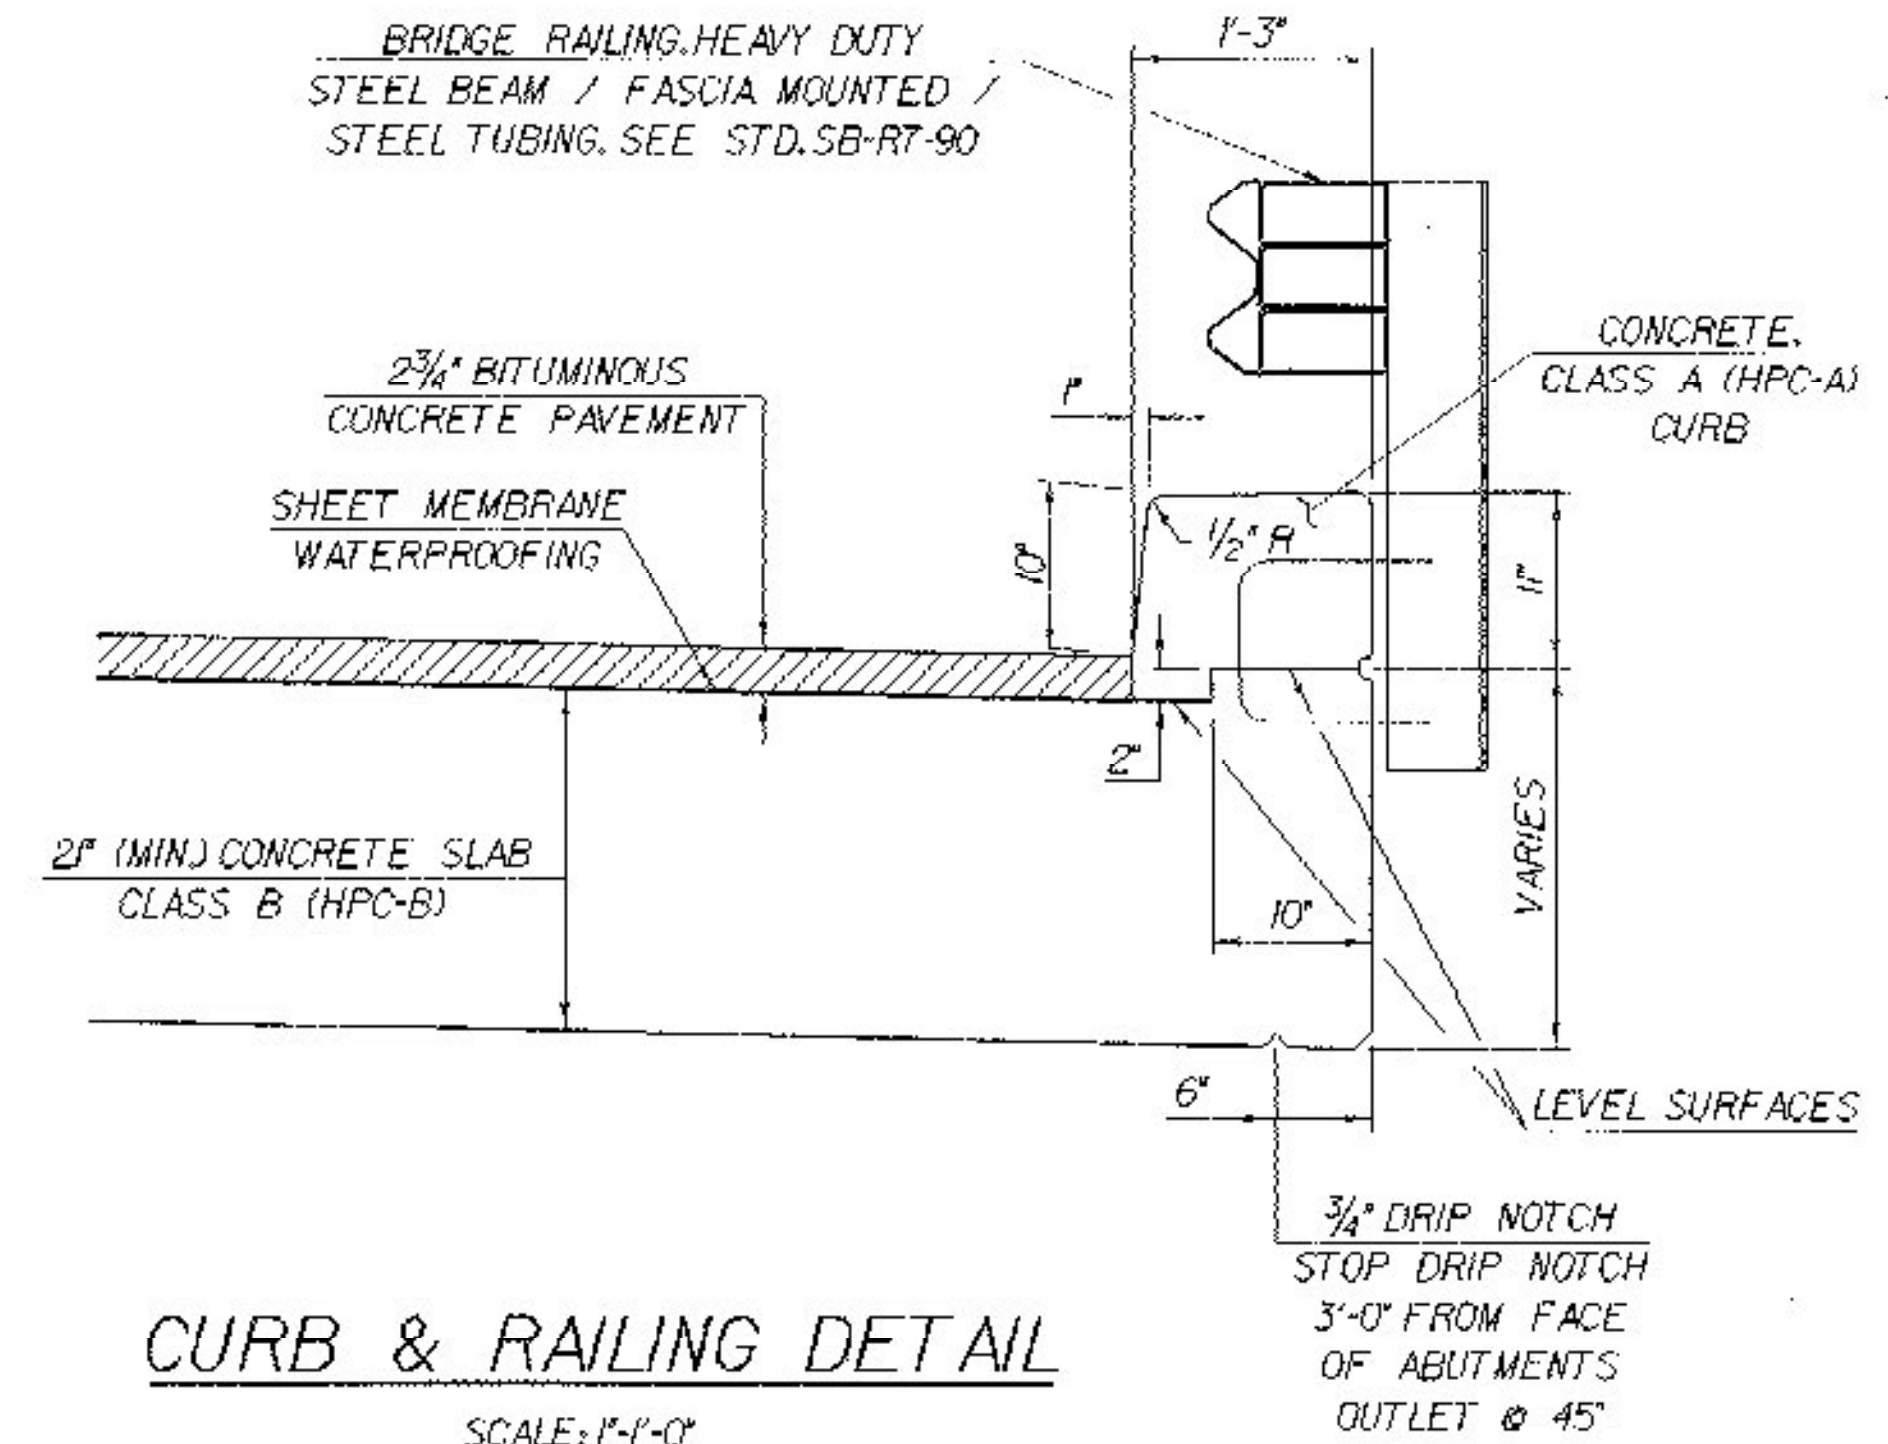 BRIDGE RAILING, HEAVY DUTY
STEEL BEAM / FASCIA MOUNTED /
STEEL TUBING. SEE STD. SB-R7-90
1'-3"
2 3/4" BITUMINOUS
CONCRETE PAVEMENT
SHEET MEMBRANE
WATERPROOFING
1"
CONCRETE,
CLASS A (HPC-A)
CURB
10"
1/2" R
11"
2"
21" (MIN.) CONCRETE SLAB
CLASS B (HPC-B)
10"
VARIES
6"
LEVEL SURFACES
3/4" DRIP NOTCH
STOP DRIP NOTCH
3'-0" FROM FACE
OF ABUTMENTS
OUTLET @ 45°
CURB & RAILING DETAIL
SCALE: 1"-1'-0"